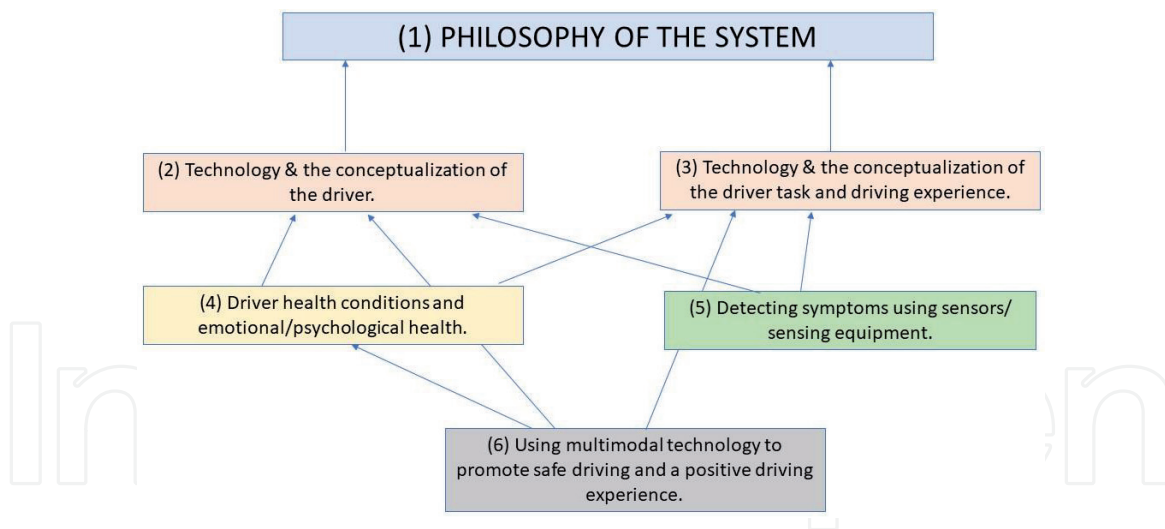 (1) PHILOSOPHY OF THE SYSTEM
(2) Technology & the conceptualization of
the driver.
(3) Technology & the conceptualization of
the driver task and driving experience.
(4) Driver health conditions and
emotional/psychological health.
(5) Detecting symptoms using sensors/
sensing equipment.
(6) Using multimodal technology to
promote safe driving and a positive driving
experience.